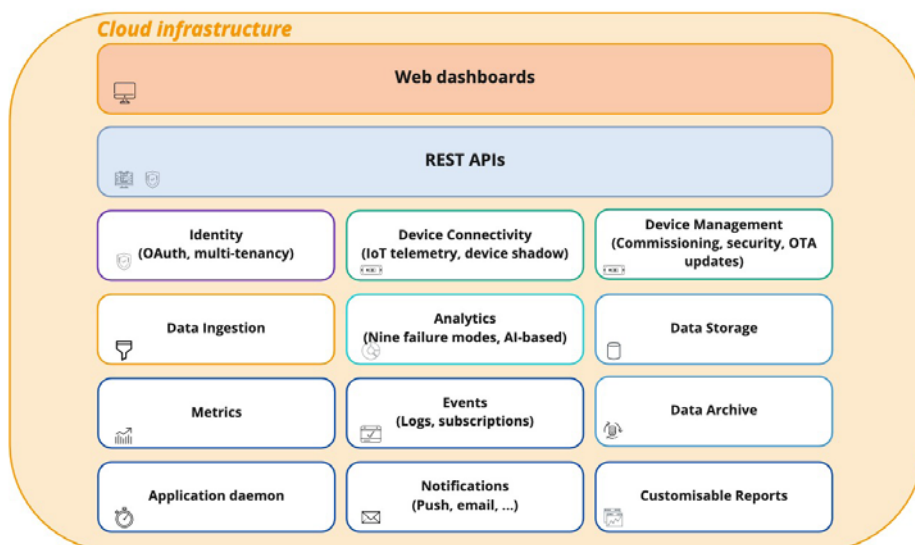 Cloud infrastructure
Web dashboards
REST APIs
Identity
(OAuth, multi-tenancy)
Device Connectivity
(IoT telemetry, device shadow)
Device Management
(Commissioning, security, OTA
updates)
Data Ingestion
Analytics
(Nine failure modes, AI-based)
Data Storage
Metrics
Events
(Logs, subscriptions)
Data Archive
Application daemon
Notifications
(Push, email, ...)
Customisable Reports